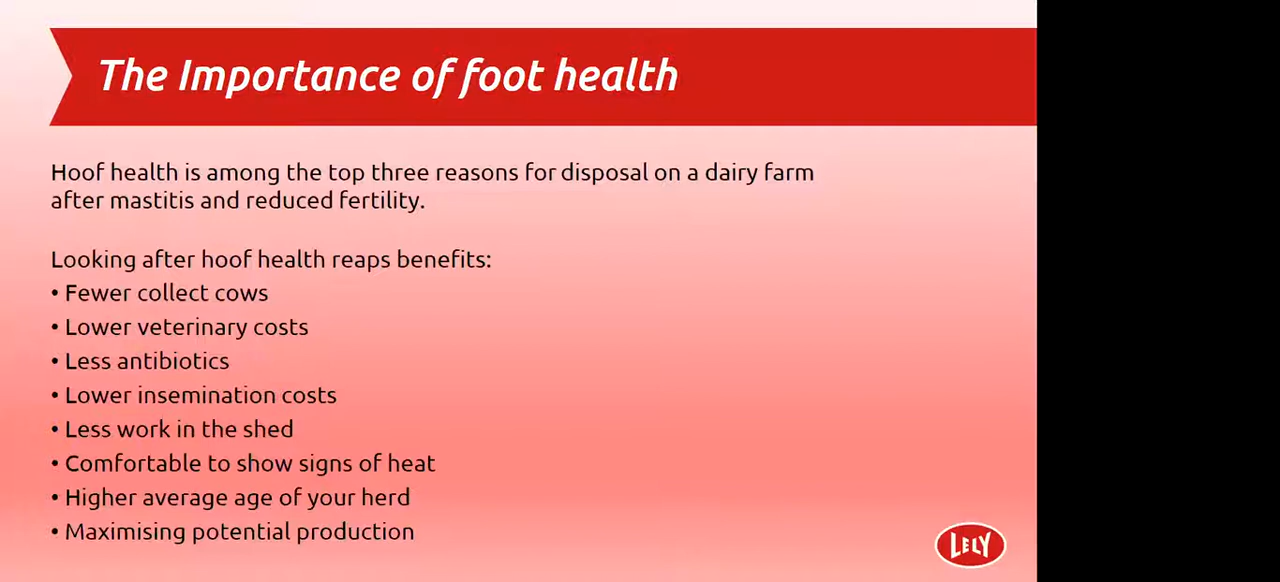 The Importance of foot health
Hoof health is among the top three reasons for disposal on a dairy farm
after mastitis and reduced fertility.
Looking after hoof health reaps benefits:
• Fewer collect cows
• Lower veterinary costs
• Less antibiotics
• Lower insemination costs
• Less work in the shed
• Comfortable to show signs of heat
• Higher average age of your herd
• Maximising potential production
LELY